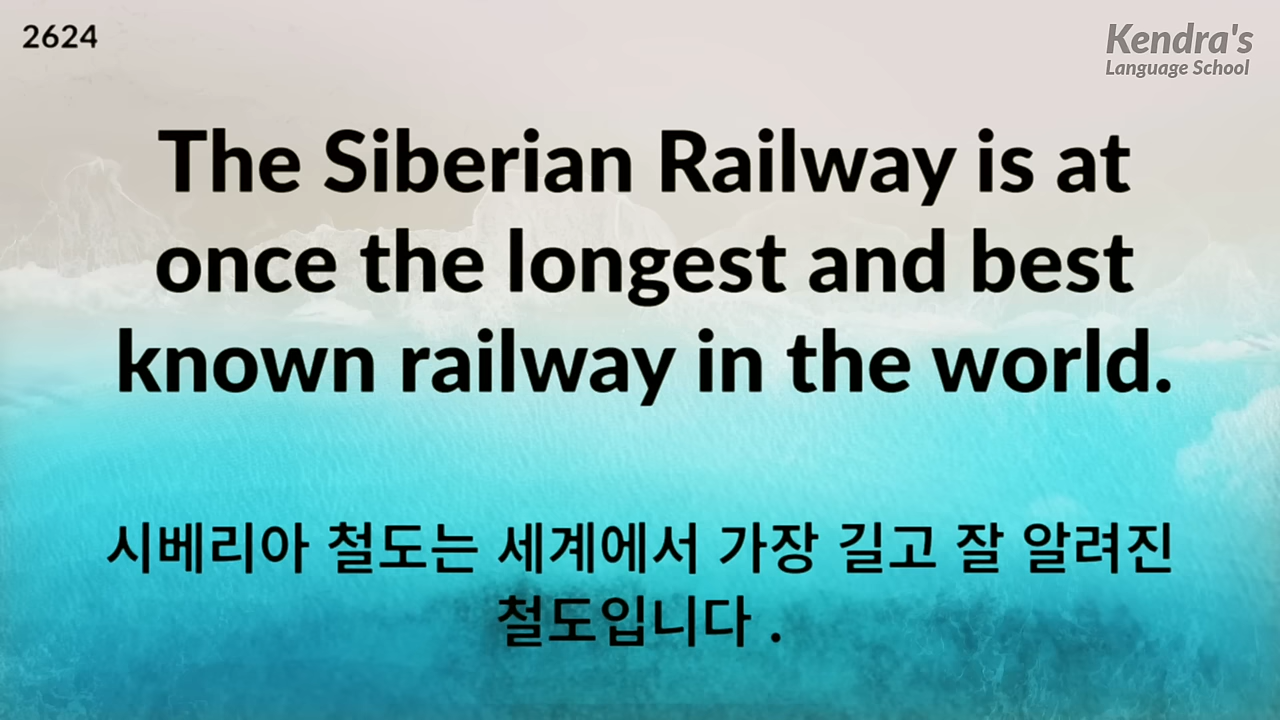 2624
Kendra's
Language School
The Siberian Railway is at
once the longest and best
known railway in the world.
시베리아 철도는 세계에서 가장 길고 잘 알려진
철도입니다 .